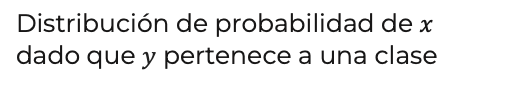 Distribución de probabilidad de x
dado que y pertenece a una clase